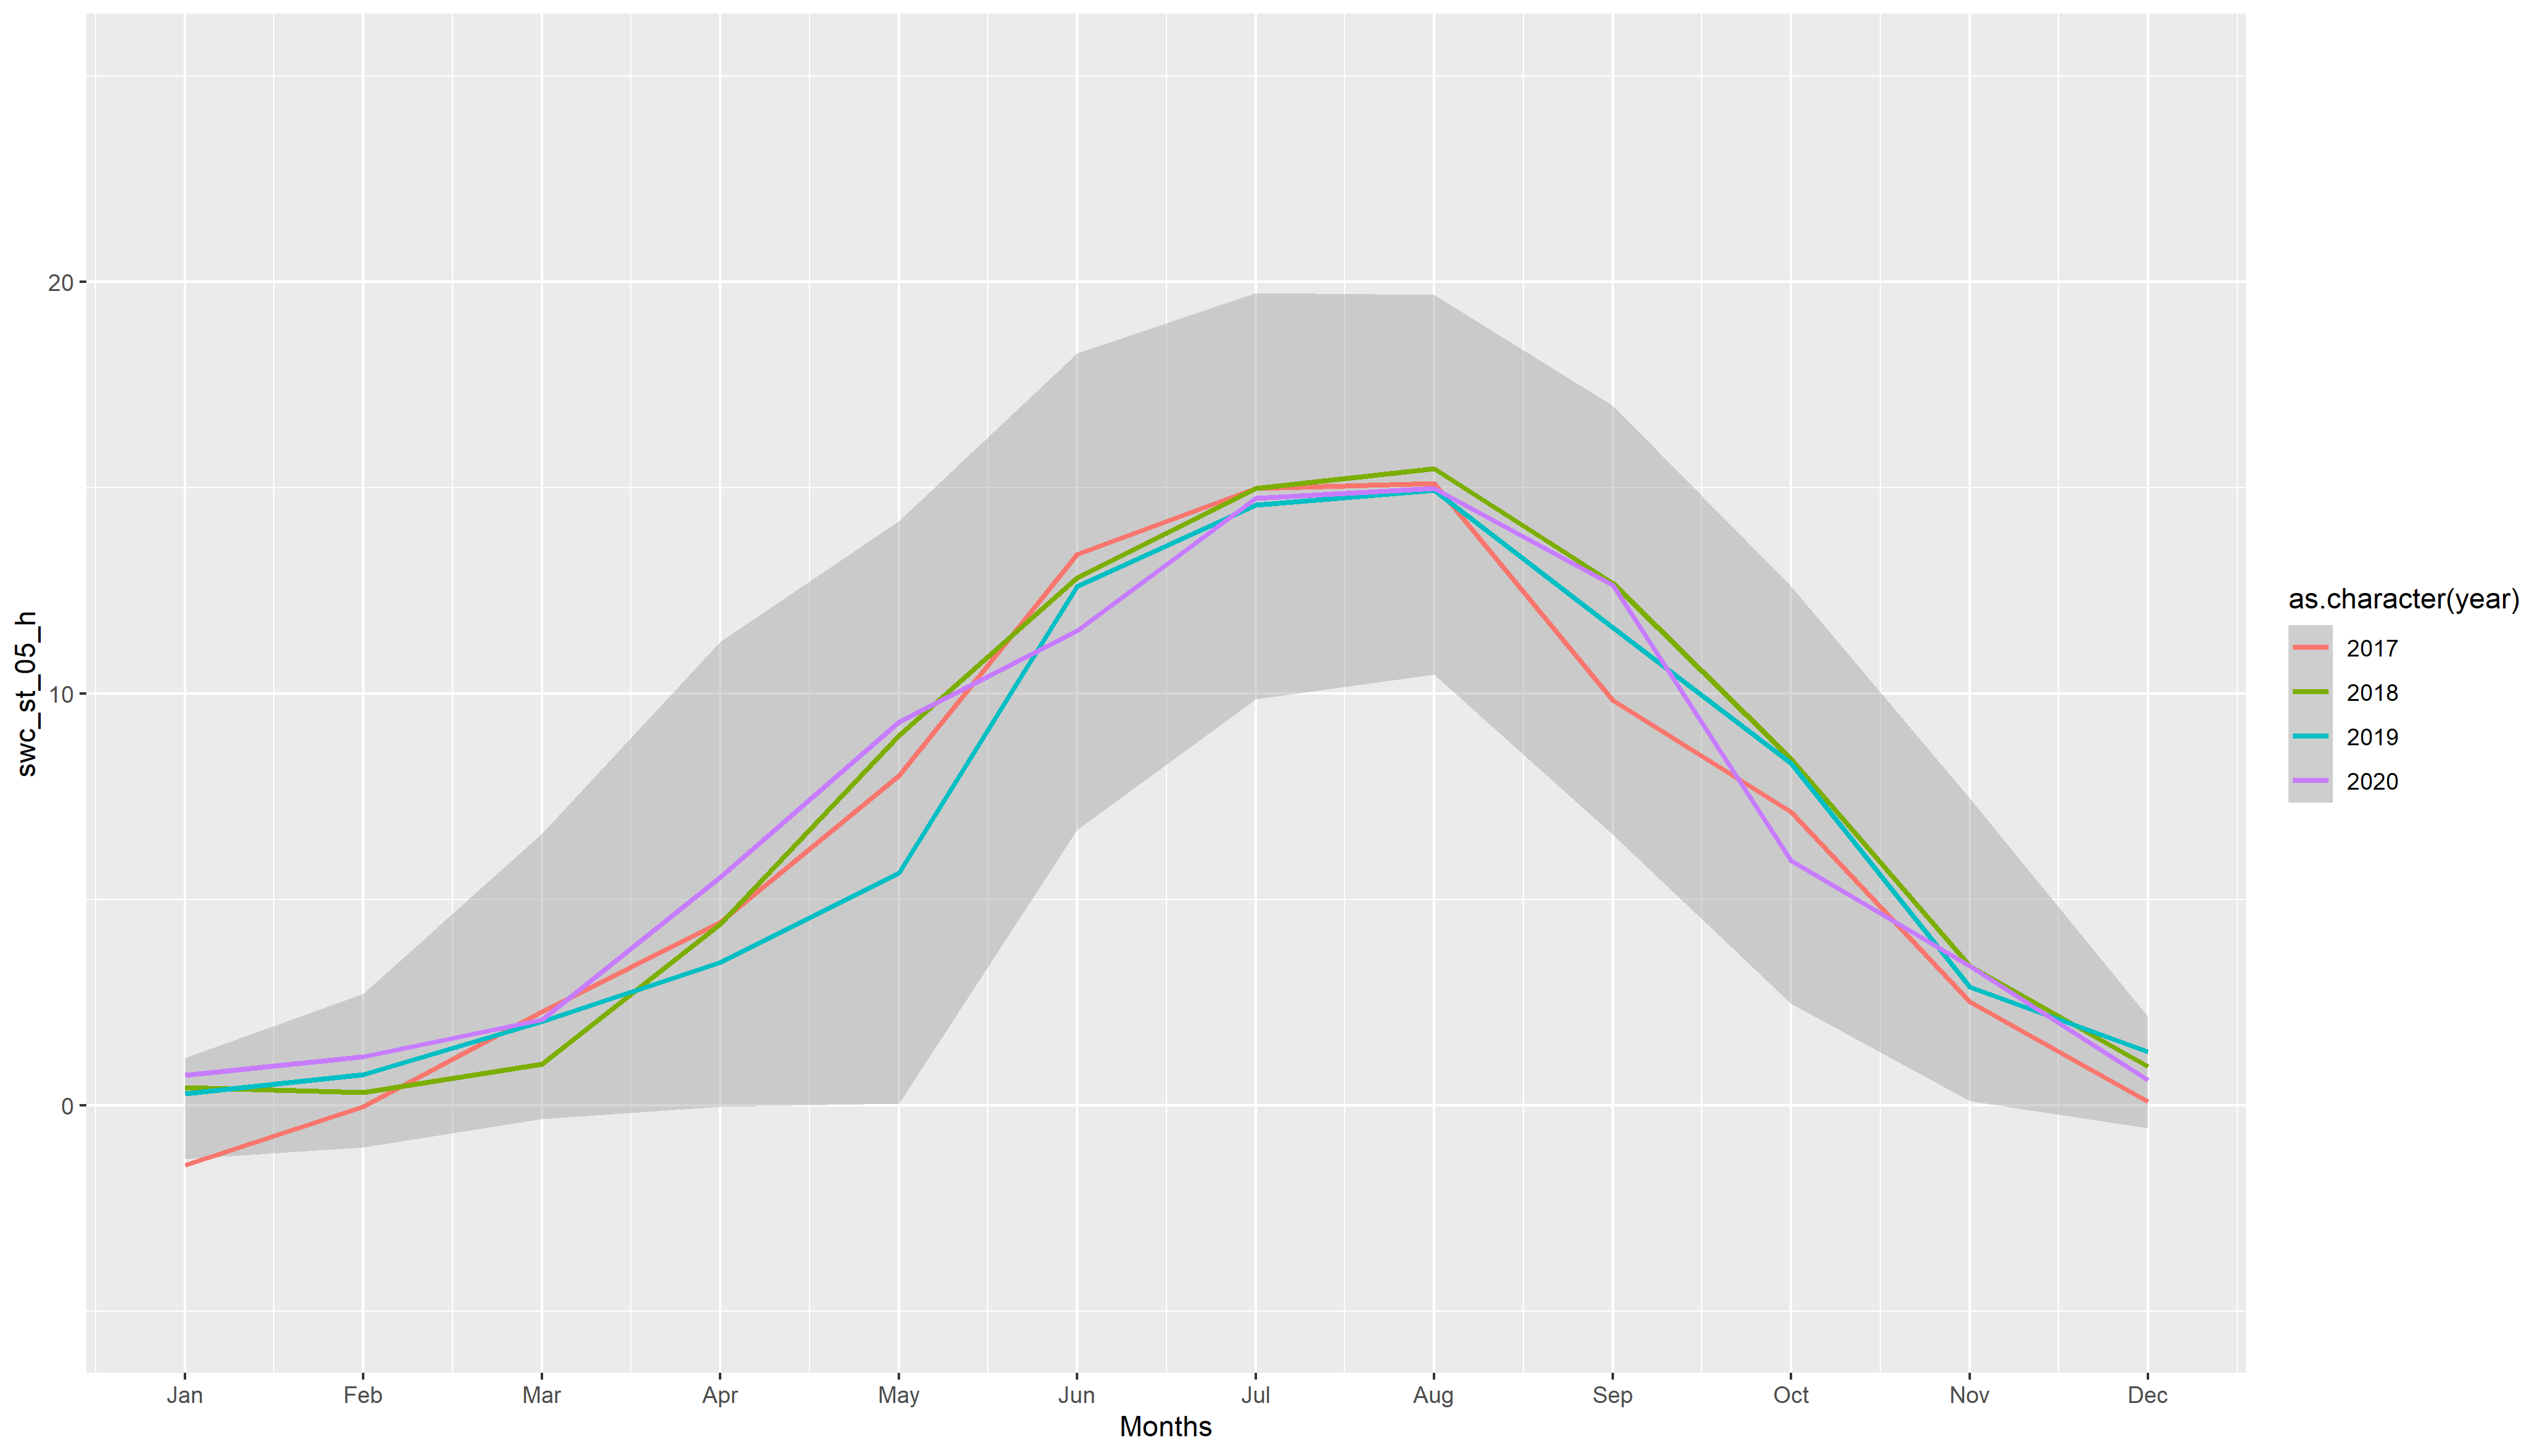 swc_st_05_h
20
10
0
Jan Feb Mar Apr May Jun Jul Aug Sep Oct Nov Dec
Months
as.character(year)
2017
2018
2019
2020